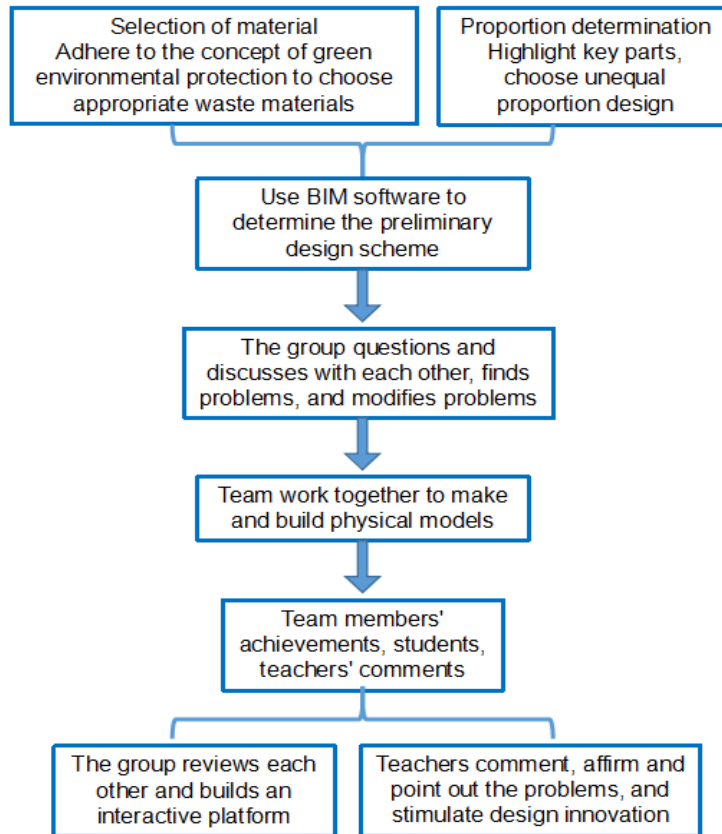 Selection of material
Adhere to the concept of green
environmental protection to choose
appropriate waste materials
Proportion determination
Highlight key parts,
choose unequal
proportion design
Use BIM software to
determine the preliminary
design scheme
The group questions and
discusses with each other, finds
problems, and modifies problems
Team work together to make
and build physical models
Team members'
achievements, students,
teachers' comments
The group reviews each
other and builds an
interactive platform
Teachers comment, affirm and
point out the problems, and
stimulate design innovation